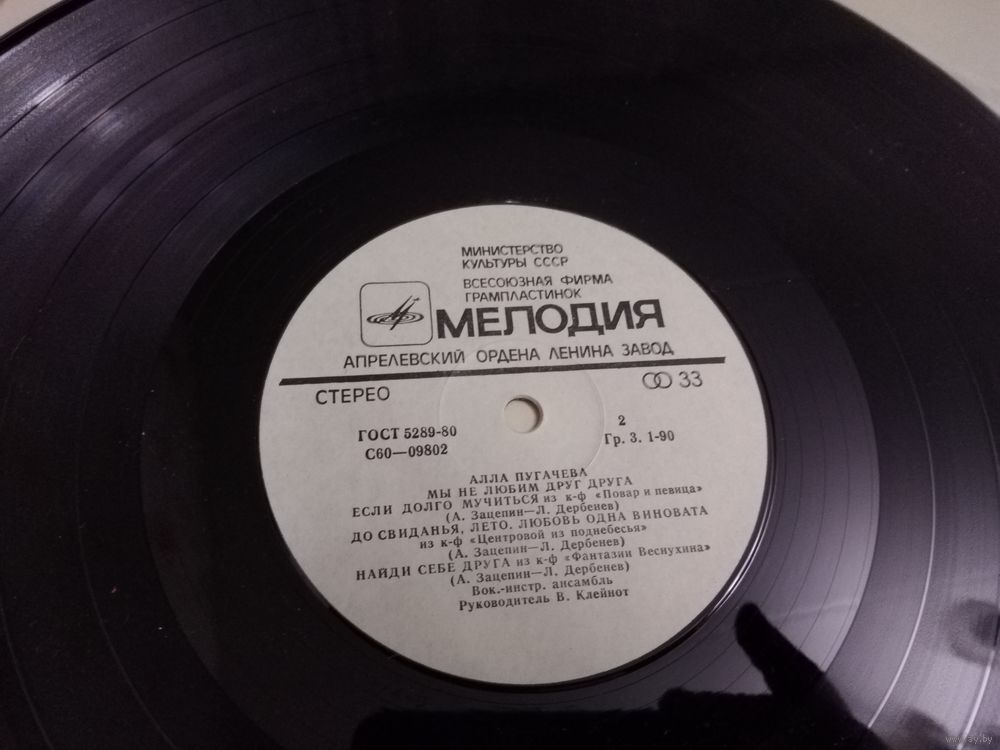 МИНИСТЕРСТВО
КУЛЬТУРЫ СССР
ВСЕСОЮЗНАЯ ФИРМА
ГРАМПЛАСТИНОК
МЕЛОДИЯ
АПРЕЛЕВСКИЙ ОРДЕНА ЛЕНИНА ЗАВОД
СТЕРЕО
33
ГОСТ 5289-80
С60—09802
2
Гр. 3. 1-90
АЛЛА ПУГАЧЕВА
МЫ НЕ ЛЮБИМ ДРУГ ДРУГА
ЕСЛИ ДОЛГО МУЧИТЬСЯ из к-ф «Повар и певица»
(А. Зацепин—Л. Дербенев)
ДО СВИДАНЬЯ, ЛЕТО. ЛЮБОВЬ ОДНА ВИНОВАТА
из к-ф «Центровой из поднебесья»
(А. Зацепин—Л. Дербенев)
НАЙДИ СЕБЕ ДРУГА из к-ф «Фантазии Веснухина»
(А. Зацепин—Л. Дербенев)
Вок.-инстр. ансамбль
Руководитель В. Клейнот
www.ay.by